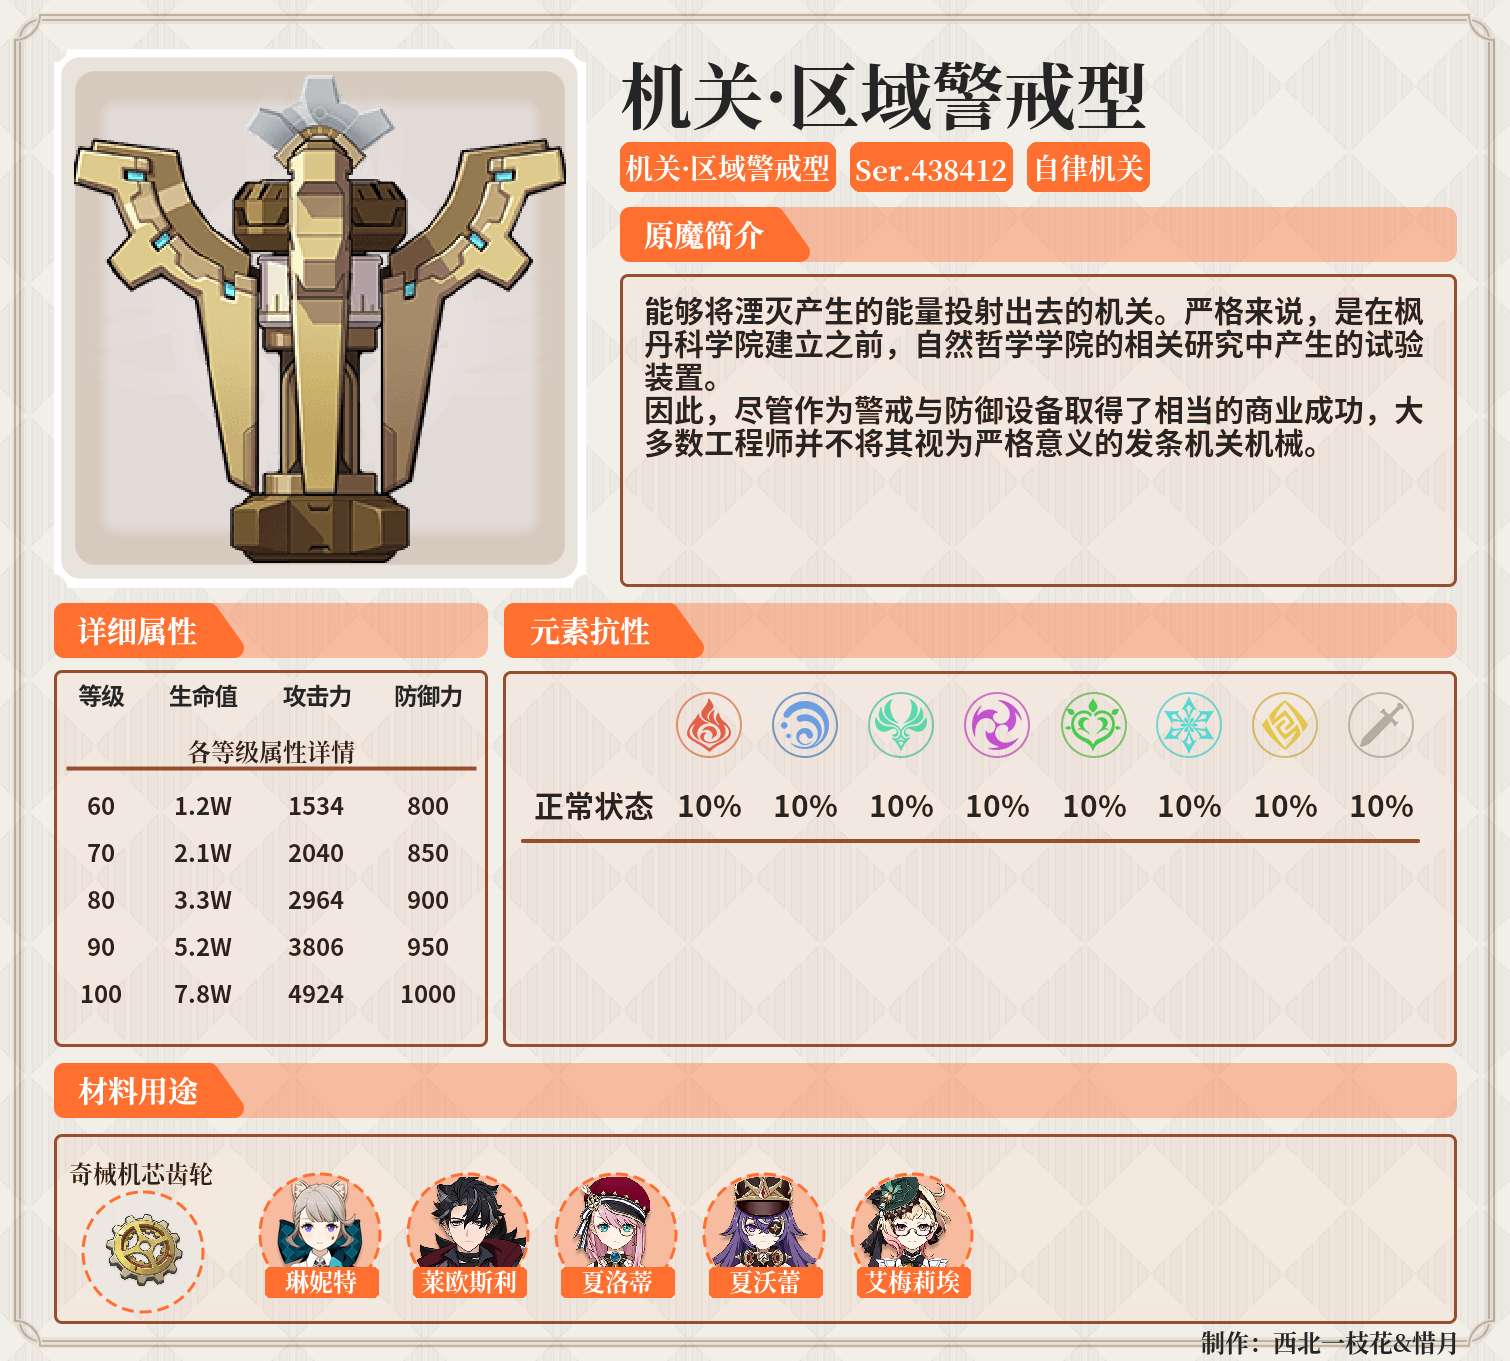 机关·区域警戒型
机关·区域警戒型 Ser.438412 自律机关
原魔简介
能够将湮灭产生的能量投射出去的机关。严格来说，是在枫
丹科学院建立之前，自然哲学学院的相关研究中产生的试验
装置。
因此，尽管作为警戒与防御设备取得了相当的商业成功，大
多数工程师并不将其视为严格意义的发条机关机械。
详细属性
等级 生命值 攻击力 防御力
各等级属性详情
60 1.2W 1534 800
70 2.1W 2040 850
80 3.3W 2964 900
90 5.2W 3806 950
100 7.8W 4924 1000
元素抗性
正常状态 10% 10% 10% 10% 10% 10% 10% 10%
材料用途
奇械机芯齿轮
琳妮特 莱欧斯利 夏洛蒂 夏沃蕾 艾梅莉埃
制作：西北一枝花&惜月